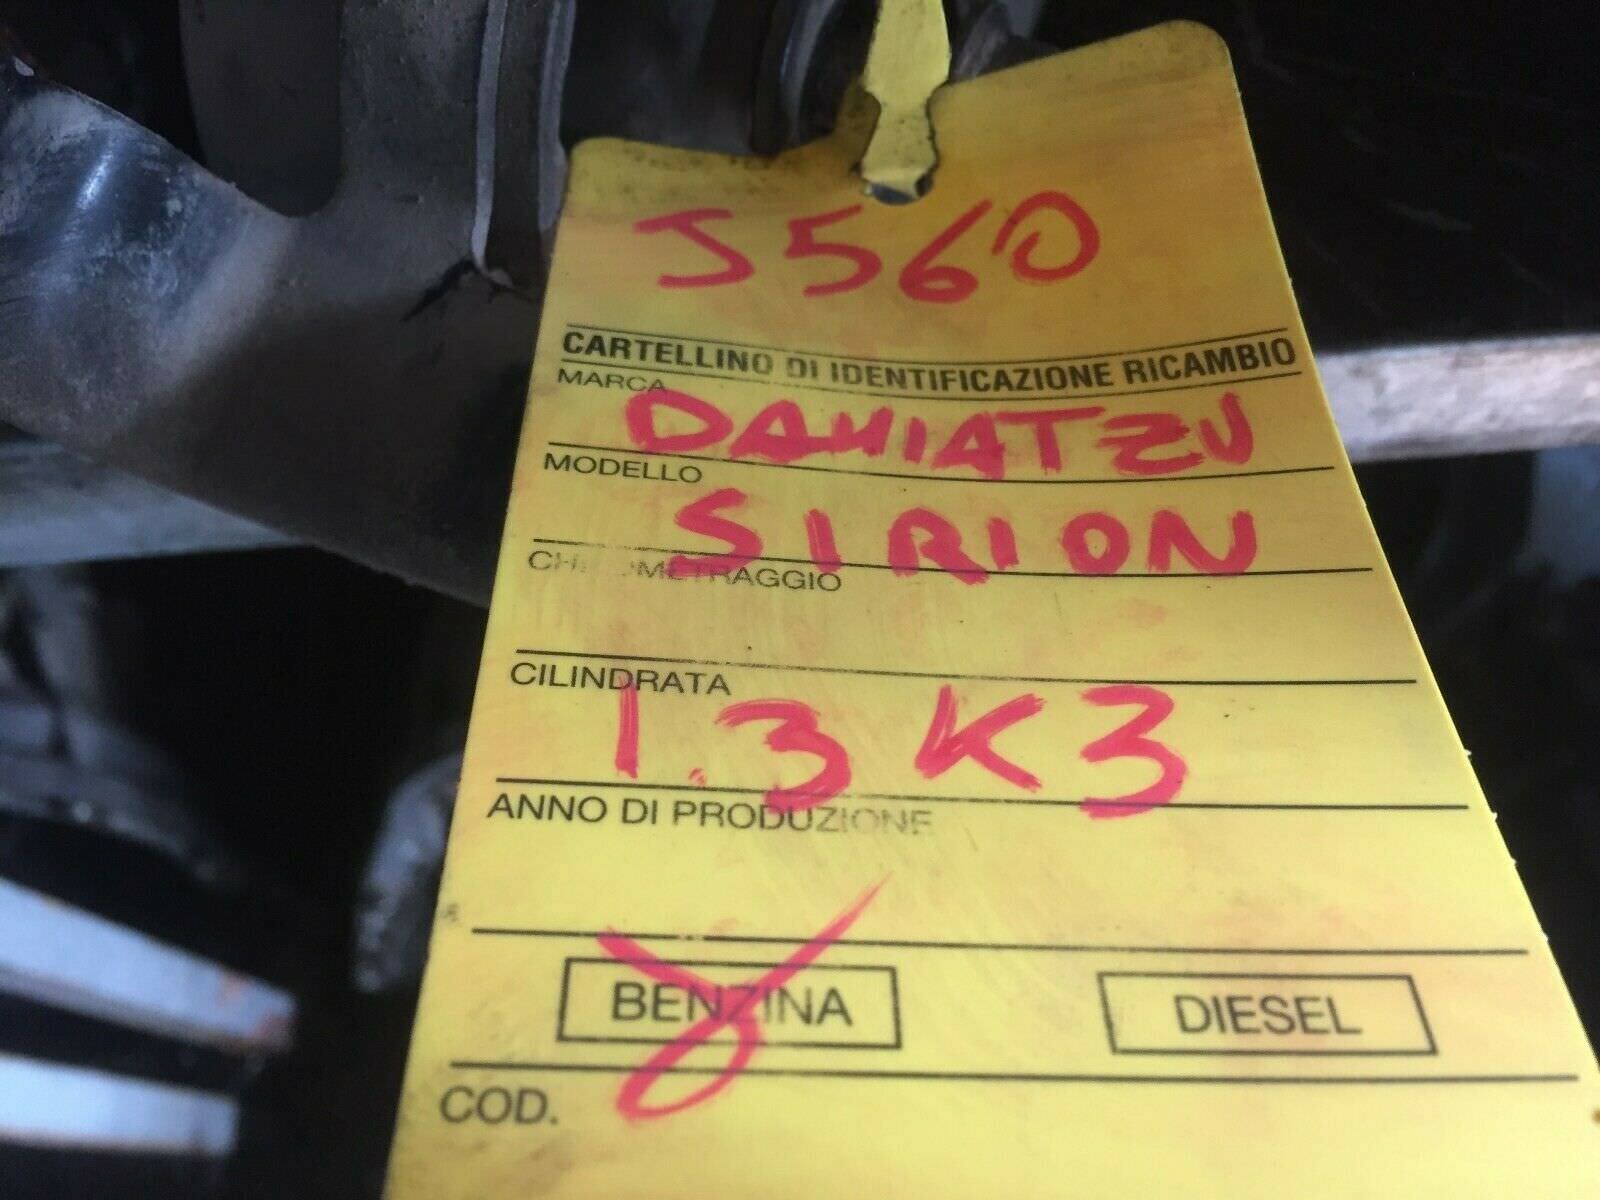 J560
CARTELLINO DI IDENTIFICAZIONE RICAMBIO
MARCA
DAHIATZU
MODELLO
SIRION
CHILOMETRAGGIO
CILINDRATA
1.3 K3
ANNO DI PRODUZIONE
BENZINA DIESEL
COD.